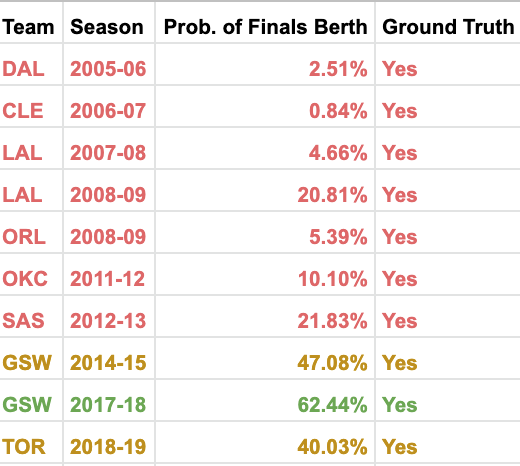 Team Season Prob. of Finals Berth Ground Truth
DAL 2005-06 2.51% Yes
CLE 2006-07 0.84% Yes
LAL 2007-08 4.66% Yes
LAL 2008-09 20.81% Yes
ORL 2008-09 5.39% Yes
OKC 2011-12 10.10% Yes
SAS 2012-13 21.83% Yes
GSW 2014-15 47.08% Yes
GSW 2017-18 62.44% Yes
TOR 2018-19 40.03% Yes